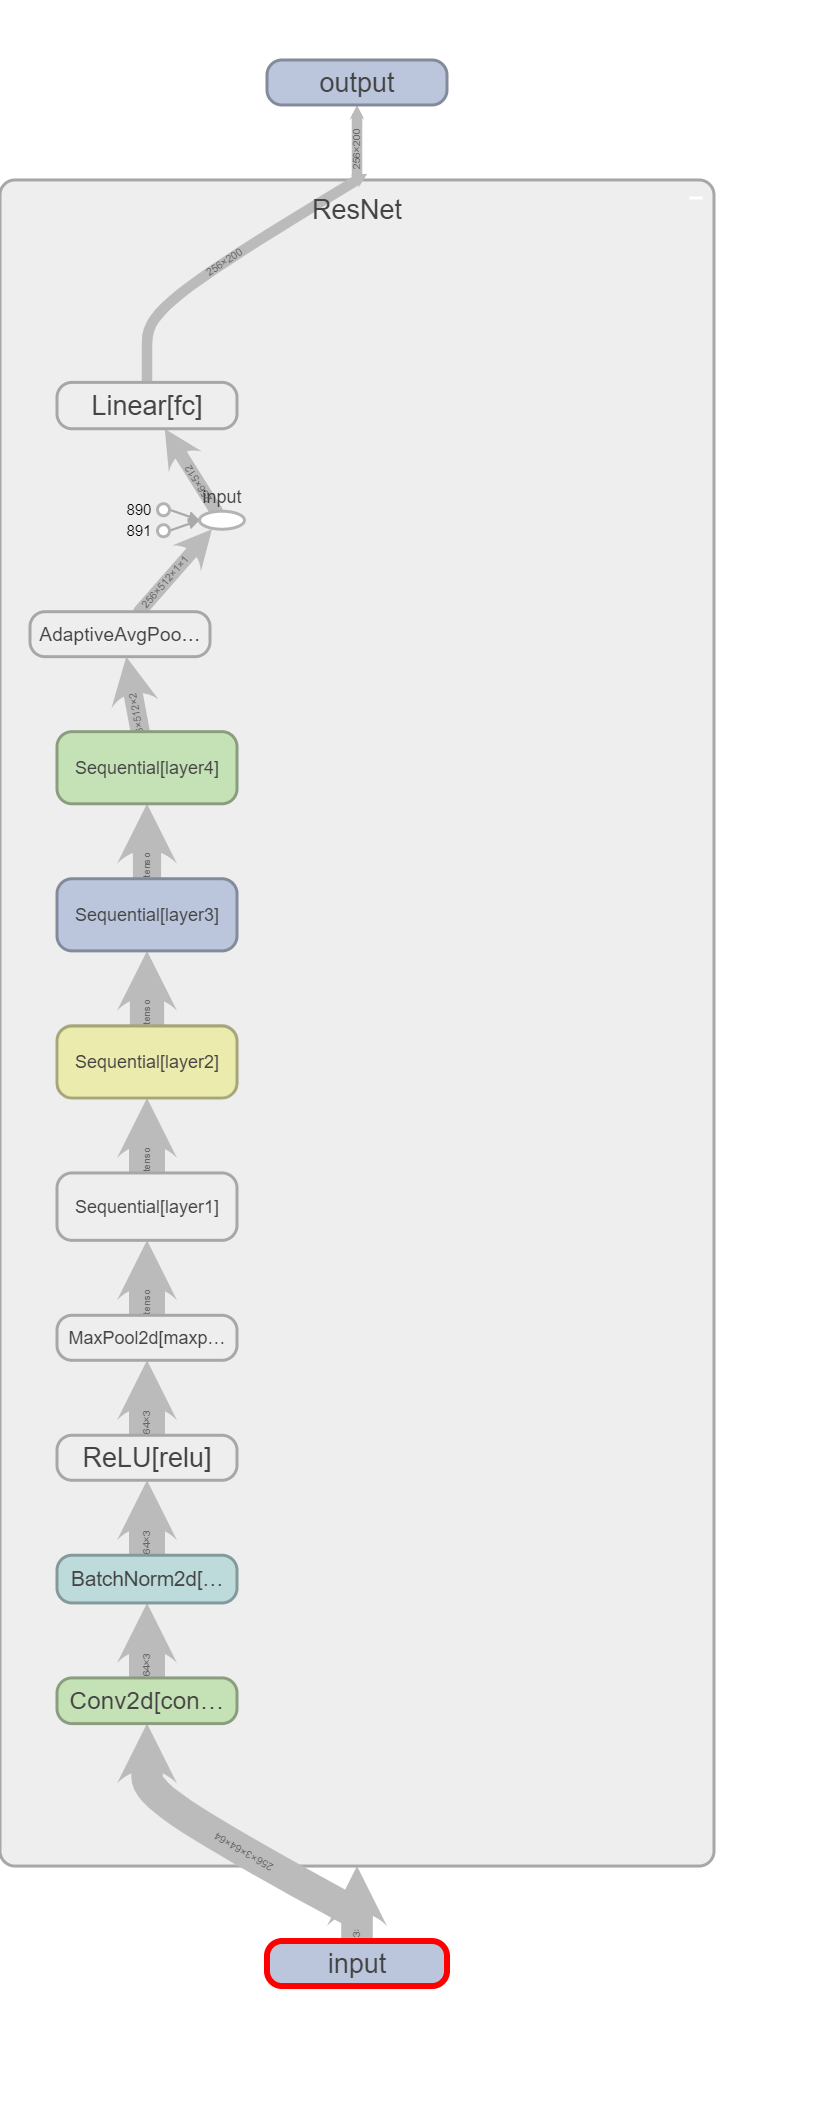 output
256×200
ResNet
256×200
Linear[fc]
input
890
891
256×512×1×1
AdaptiveAvgPoo…
×512×2
Sequential[layer4]
tenso
Sequential[layer3]
tenso
Sequential[layer2]
tenso
Sequential[layer1]
tenso
MaxPool2d[maxp…
64×3
ReLU[relu]
64×3
BatchNorm2d[…
64×3
Conv2d[con…
256×3×64×64
input